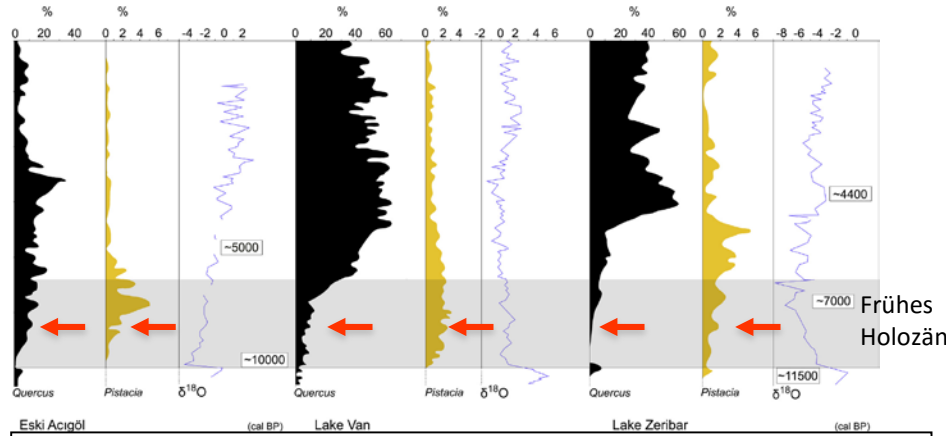 % % % % % %
0 20 40 0 2 4 6 -4 -2 0 2 0 20 40 60 0 2 4 -2 0 2 4 6 0 20 40 60 0 2 4 6 -8 -6 -4 -2 0
~4400
~5000
~7000
Frühes
Holozän
~10000
~11500
Quercus Pistacia δ18O Quercus Pistacia δ18O Quercus Pistacia δ18O
Eski Acıgöl (cal BP) Lake Van Lake Zeribar (cal BP)